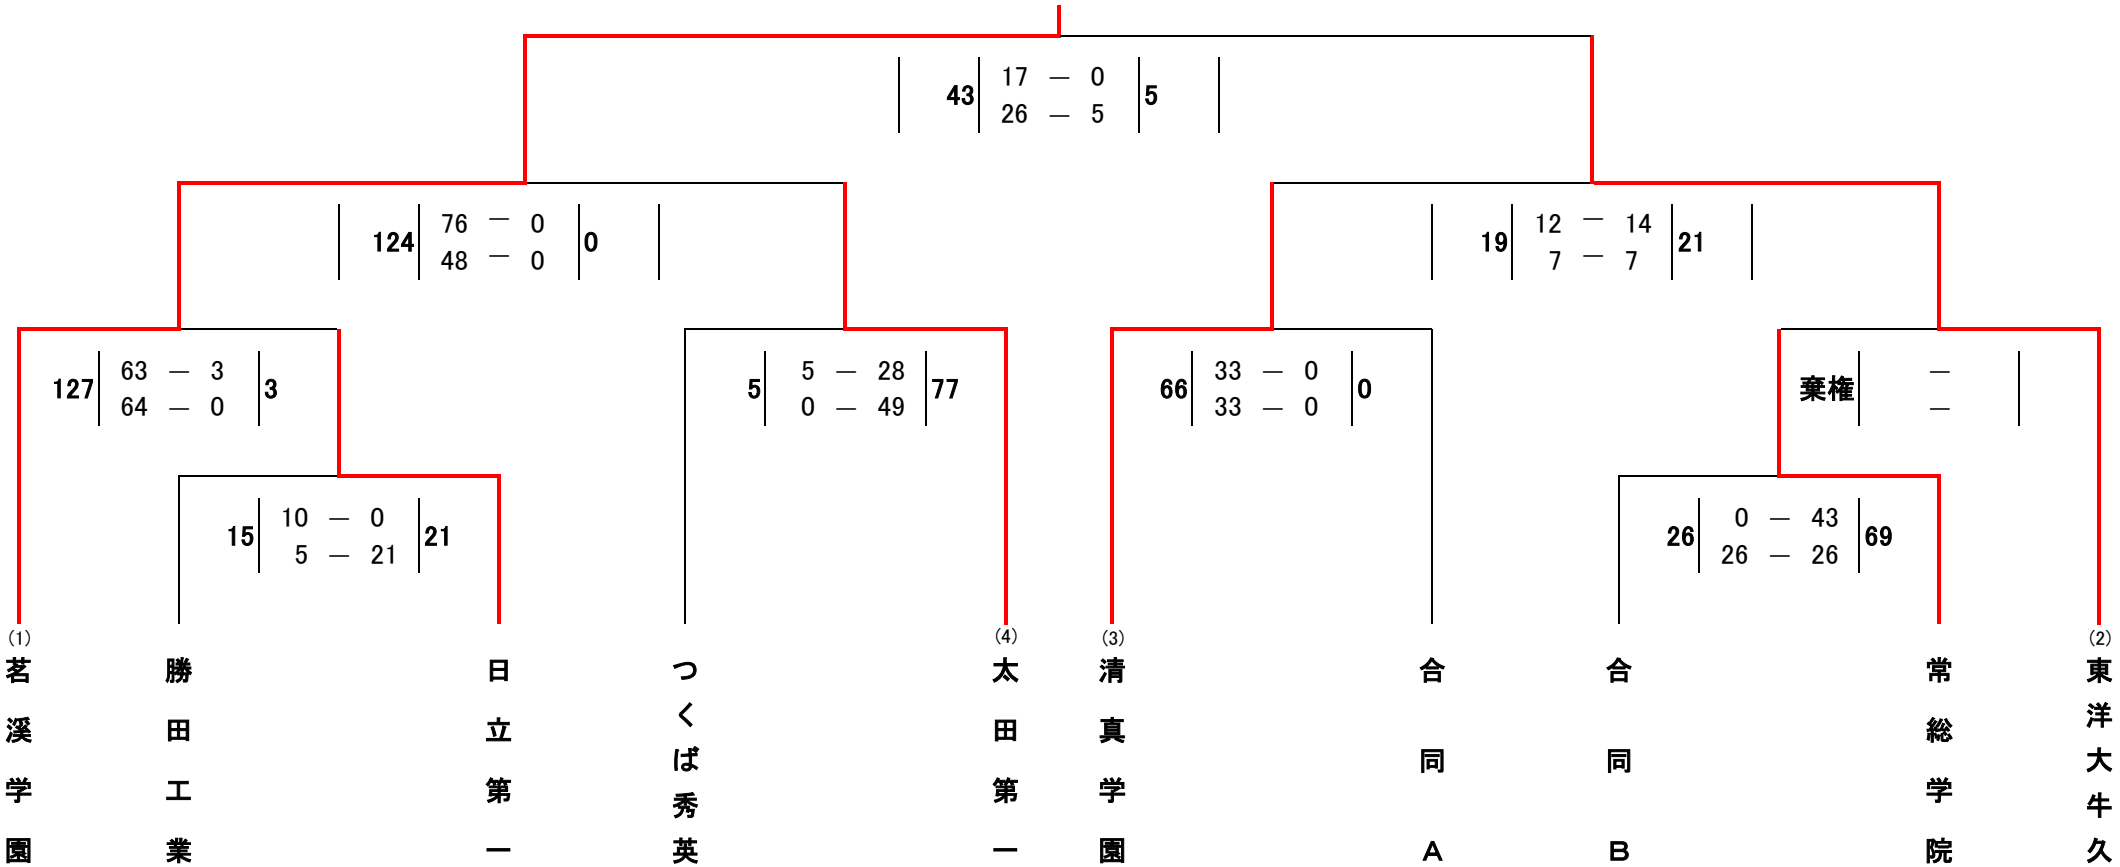 43 17 － 0 5
26 － 5
124 76 － 0 0
48 － 0
19 12 － 14 21
7 － 7
127 63 － 3 3
64 － 0
5 5 － 28 77
0 － 49
66 33 － 0 0
33 － 0
棄権 －
－
15 10 － 0 21
5 － 21
26 0 － 43 69
26 － 26
(1)
茗溪学園
勝田工業
日立第一
つくば秀英
(4)
太田第一
(3)
清真学園
合同A
合同B
常総学院
(2)
東洋大牛久